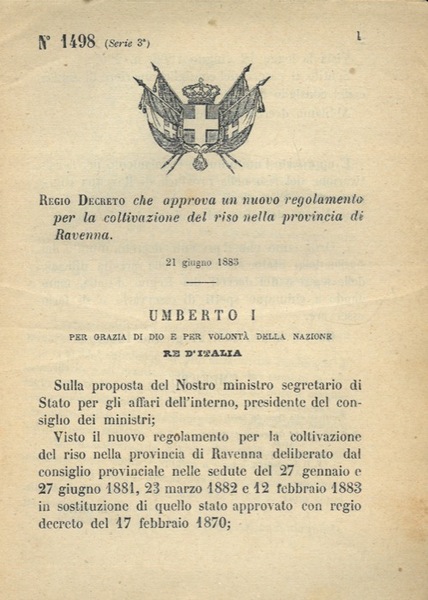 N° 1498 (Serie 3ª) 1
REGIO DECRETO che approva un nuovo regolamento
per la coltivazione del riso nella provincia di
Ravenna.
21 giugno 1883
UMBERTO I
PER GRAZIA DI DIO E PER VOLONTÀ DELLA NAZIONE
RE D'ITALIA
Sulla proposta del Nostro ministro segretario di
Stato per gli affari dell'interno, presidente del con-
siglio dei ministri;
Visto il nuovo regolamento per la coltivazione
del riso nella provincia di Ravenna deliberato dal
consiglio provinciale nelle sedute del 27 gennaio e
27 giugno 1881, 23 marzo 1882 e 12 febbraio 1883
in sostituzione di quello stato approvato con regio
decreto del 17 febbraio 1870;